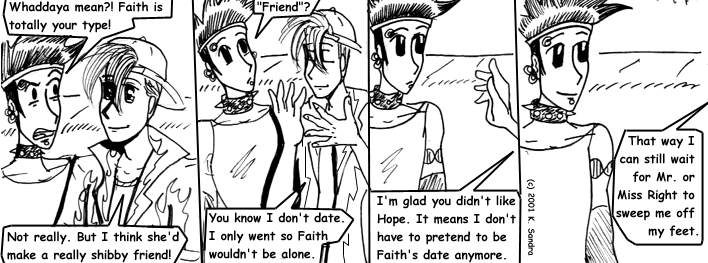 Whaddaya mean?! Faith is
totally your type!
Not really. But I think she'd
make a really shibby friend!
"Friend"?
You know I don't date.
I only went so Faith
wouldn't be alone.
I'm glad you didn't like
Hope. It means I don't
have to pretend to be
Faith's date anymore.
(c) 2001 K. Sandra
That way I
can still wait
for Mr. or
Miss Right to
sweep me off
my feet.